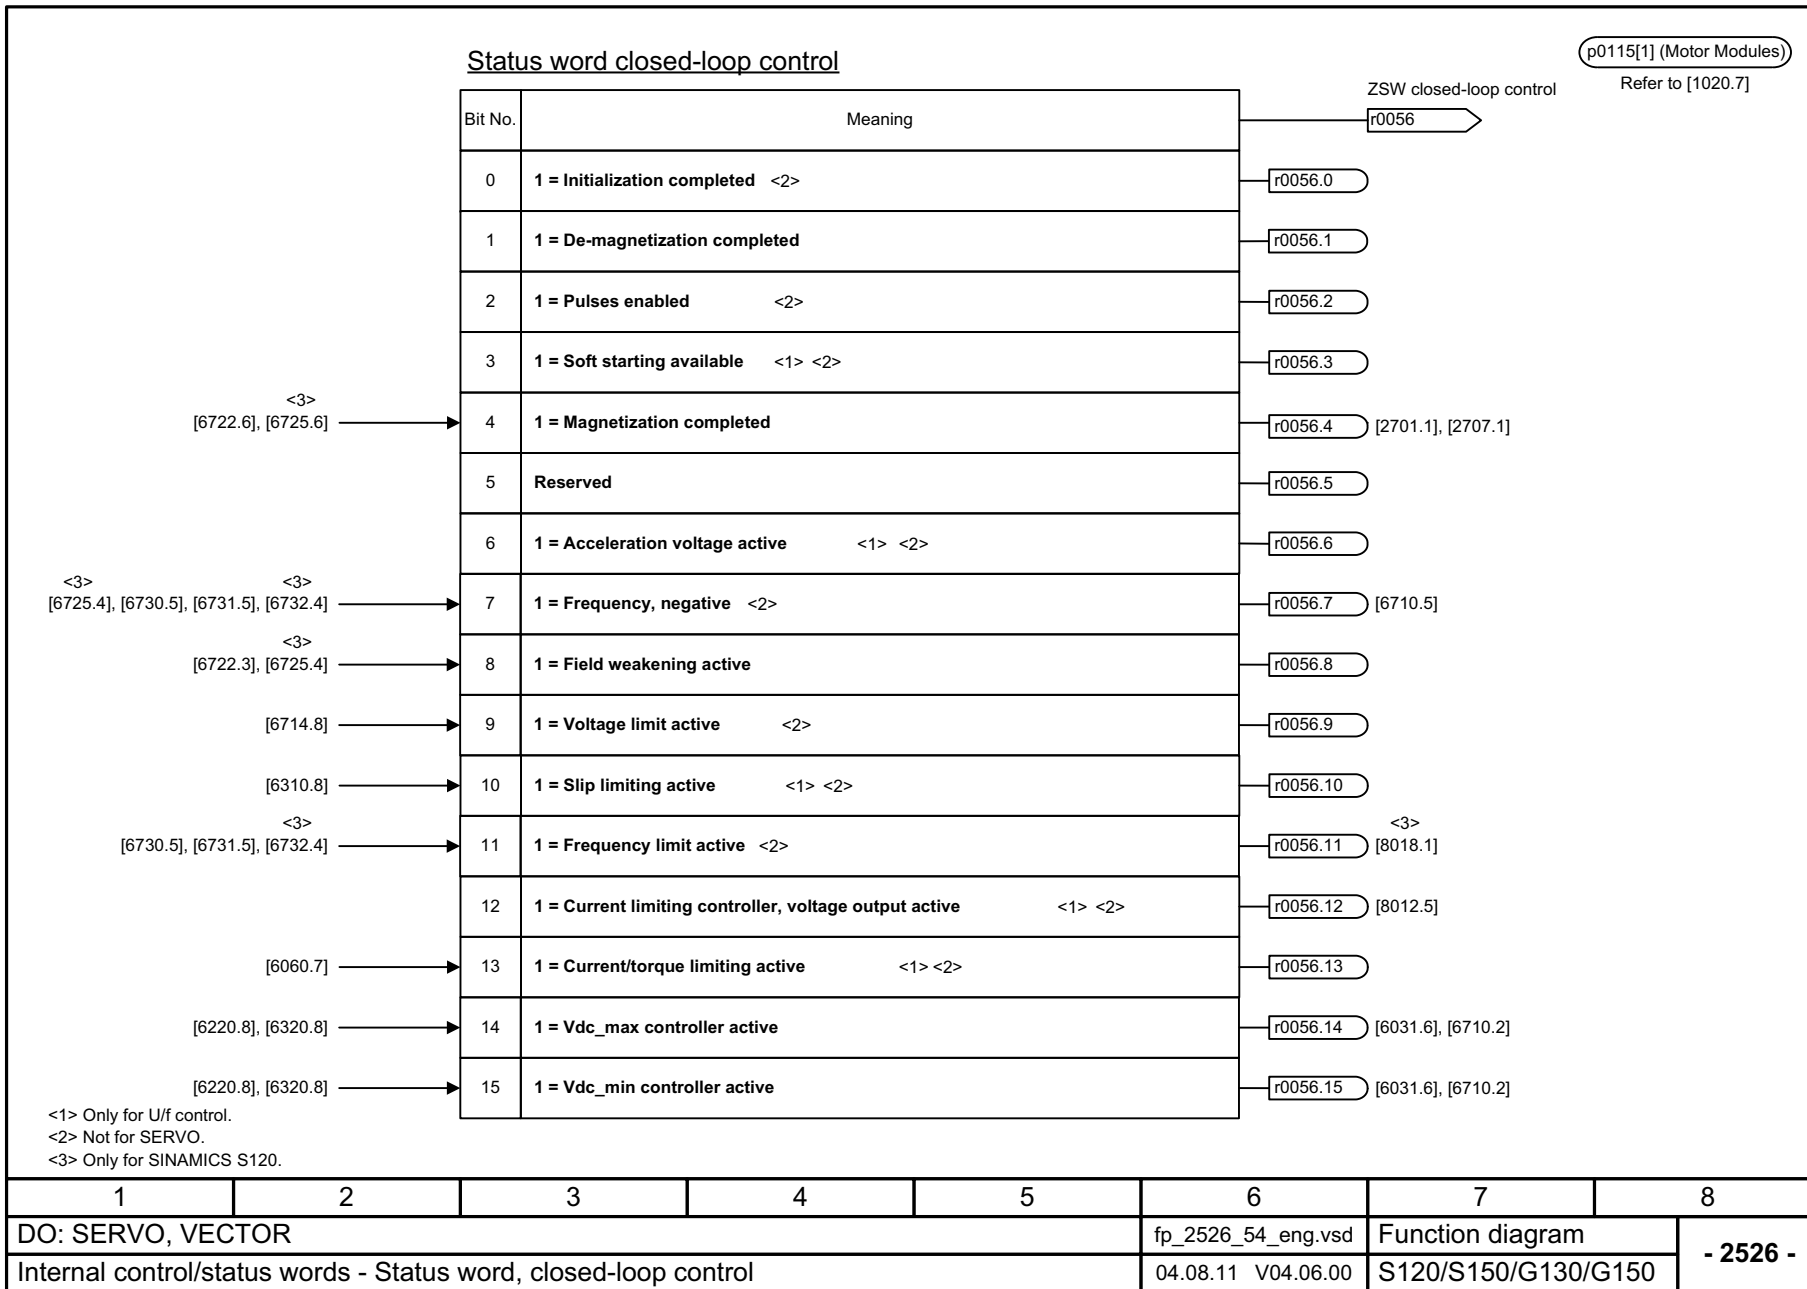 Status word closed-loop control
p0115[1] (Motor Modules)
Refer to [1020.7]
ZSW closed-loop control
Bit No. Meaning r0056
0 1 = Initialization completed <2> r0056.0
1 1 = De-magnetization completed r0056.1
2 1 = Pulses enabled <2> r0056.2
3 1 = Soft starting available <1> <2> r0056.3
<3>
[6722.6], [6725.6] 4 1 = Magnetization completed r0056.4 [2701.1], [2707.1]
5 Reserved r0056.5
6 1 = Acceleration voltage active <1> <2> r0056.6
<3> <3>
[6725.4], [6730.5], [6731.5], [6732.4] 7 1 = Frequency, negative <2> r0056.7 [6710.5]
<3>
[6722.3], [6725.4] 8 1 = Field weakening active r0056.8
[6714.8] 9 1 = Voltage limit active <2> r0056.9
[6310.8] 10 1 = Slip limiting active <1> <2> r0056.10
<3> <3>
[6730.5], [6731.5], [6732.4] 11 1 = Frequency limit active <2> r0056.11 [8018.1]
12 1 = Current limiting controller, voltage output active <1> <2> r0056.12 [8012.5]
[6060.7] 13 1 = Current/torque limiting active <1> <2> r0056.13
[6220.8], [6320.8] 14 1 = Vdc_max controller active r0056.14 [6031.6], [6710.2]
[6220.8], [6320.8] 15 1 = Vdc_min controller active r0056.15 [6031.6], [6710.2]
<1> Only for U/f control.
<2> Not for SERVO.
<3> Only for SINAMICS S120.
1 2 3 4 5 6 7 8
DO: SERVO, VECTOR fp_2526_54_eng.vsd Function diagram
- 2526 -
Internal control/status words - Status word, closed-loop control 04.08.11 V04.06.00 S120/S150/G130/G150